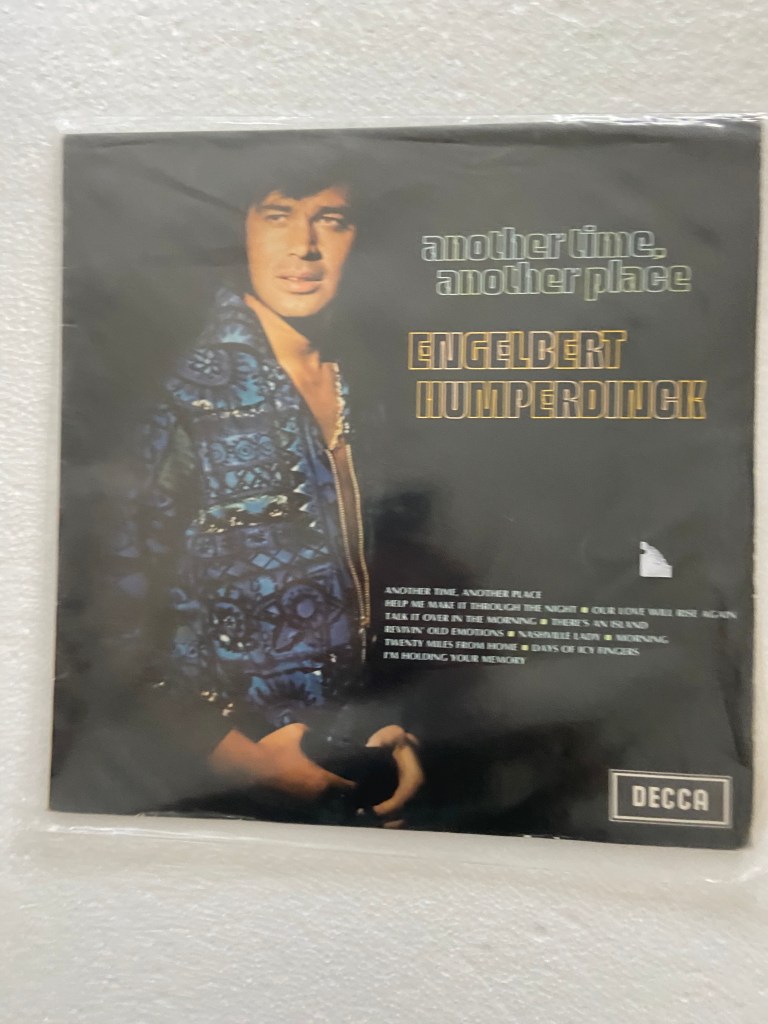 another time,
another place
ENGELBERT
HUMPERDINCK
ANOTHER TIME, ANOTHER PLACE
HELP ME MAKE IT THROUGH THE NIGHT ▪ OUR LOVE WILL RISE AGAIN
TALK IT OVER IN THE MORNING ▪ THERE'S AN ISLAND
REVIVIN' OLD EMOTIONS ▪ NASHVILLE LADY ▪ MORNING
TWENTY MILES FROM HOME ▪ DAYS OF ICY FINGERS
I'M HOLDING YOUR MEMORY
DECCA